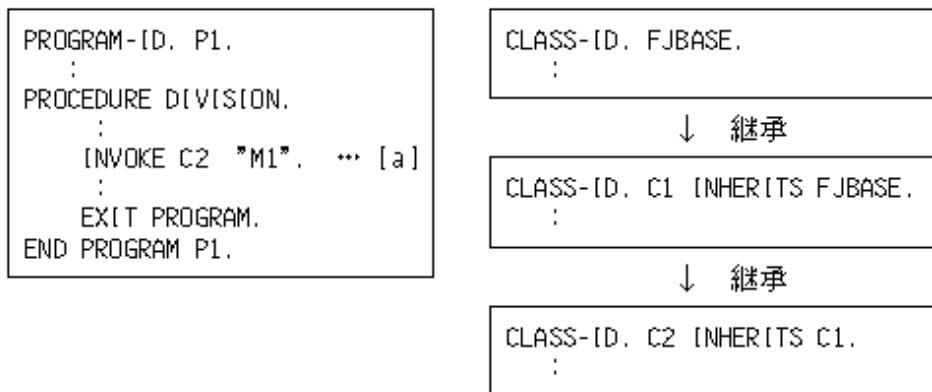 PROGRAM-ID. P1.
:
PROCEDURE DIVISION.
:
INVOKE C2 "M1". … [a]
:
EXIT PROGRAM.
END PROGRAM P1.
CLASS-ID. FJBASE.
:
↓ 継承
CLASS-ID. C1 INHERITS FJBASE.
:
↓ 継承
CLASS-ID. C2 INHERITS C1.
: